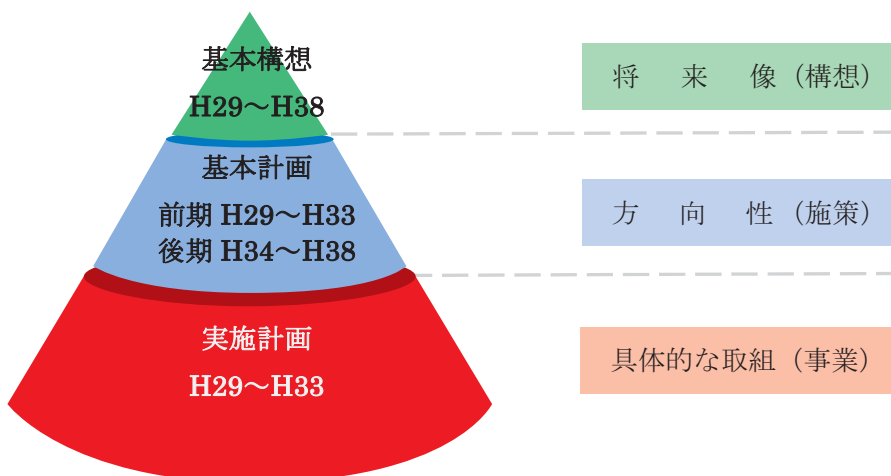 基本構想
H29～H38
将来像（構想）
基本計画
前期 H29～H33
後期 H34～H38
方向性（施策）
実施計画
H29～H33
具体的な取組（事業）